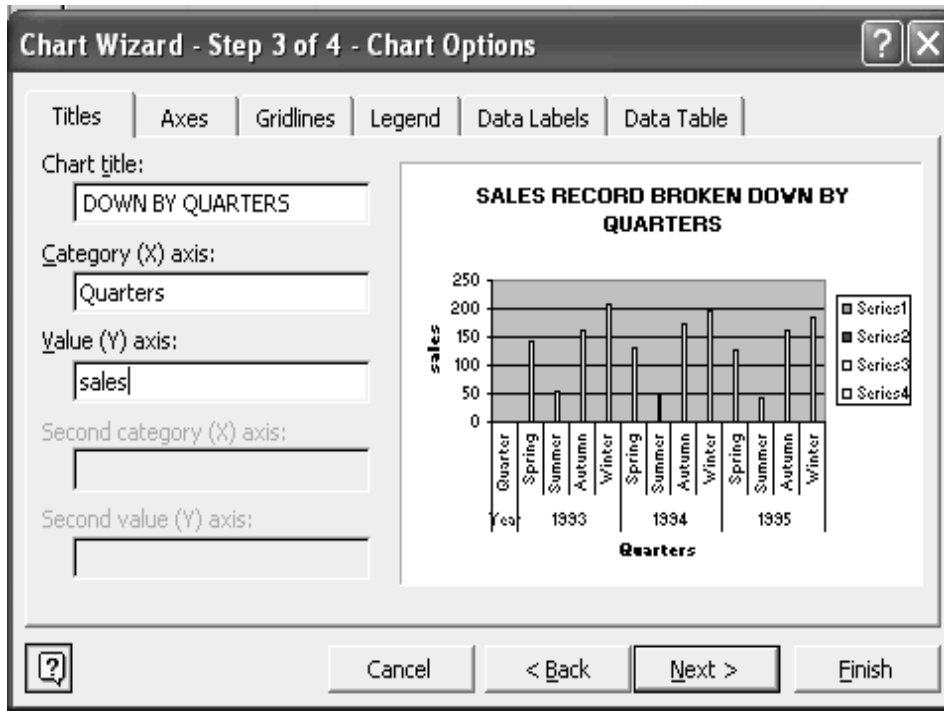 Chart Wizard - Step 3 of 4 - Chart Options
Titles Axes Gridlines Legend Data Labels Data Table
Chart title:
DOWN BY QUARTERS
Category (X) axis:
Quarters
Value (Y) axis:
sales
Second category (X) axis:
Second value (Y) axis:
SALES RECORD BROKEN DOWN BY
QUARTERS
250
200
150
100
50
0
sales
Quarter Spring Summer Autumn Winter Spring Summer Autumn Winter Spring Summer Autumn Winter
Year 1993 1994 1995
Quarters
Series1
Series2
Series3
Series4
Cancel < Back Next > Finish